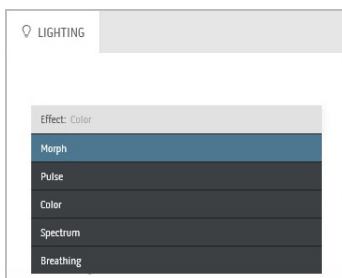 LIGHTING
Effect: Color
Morph
Pulse
Color
Spectrum
Breathing